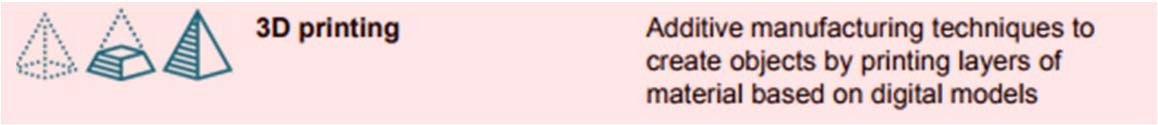 3D printing
Additive manufacturing techniques to
create objects by printing layers of
material based on digital models